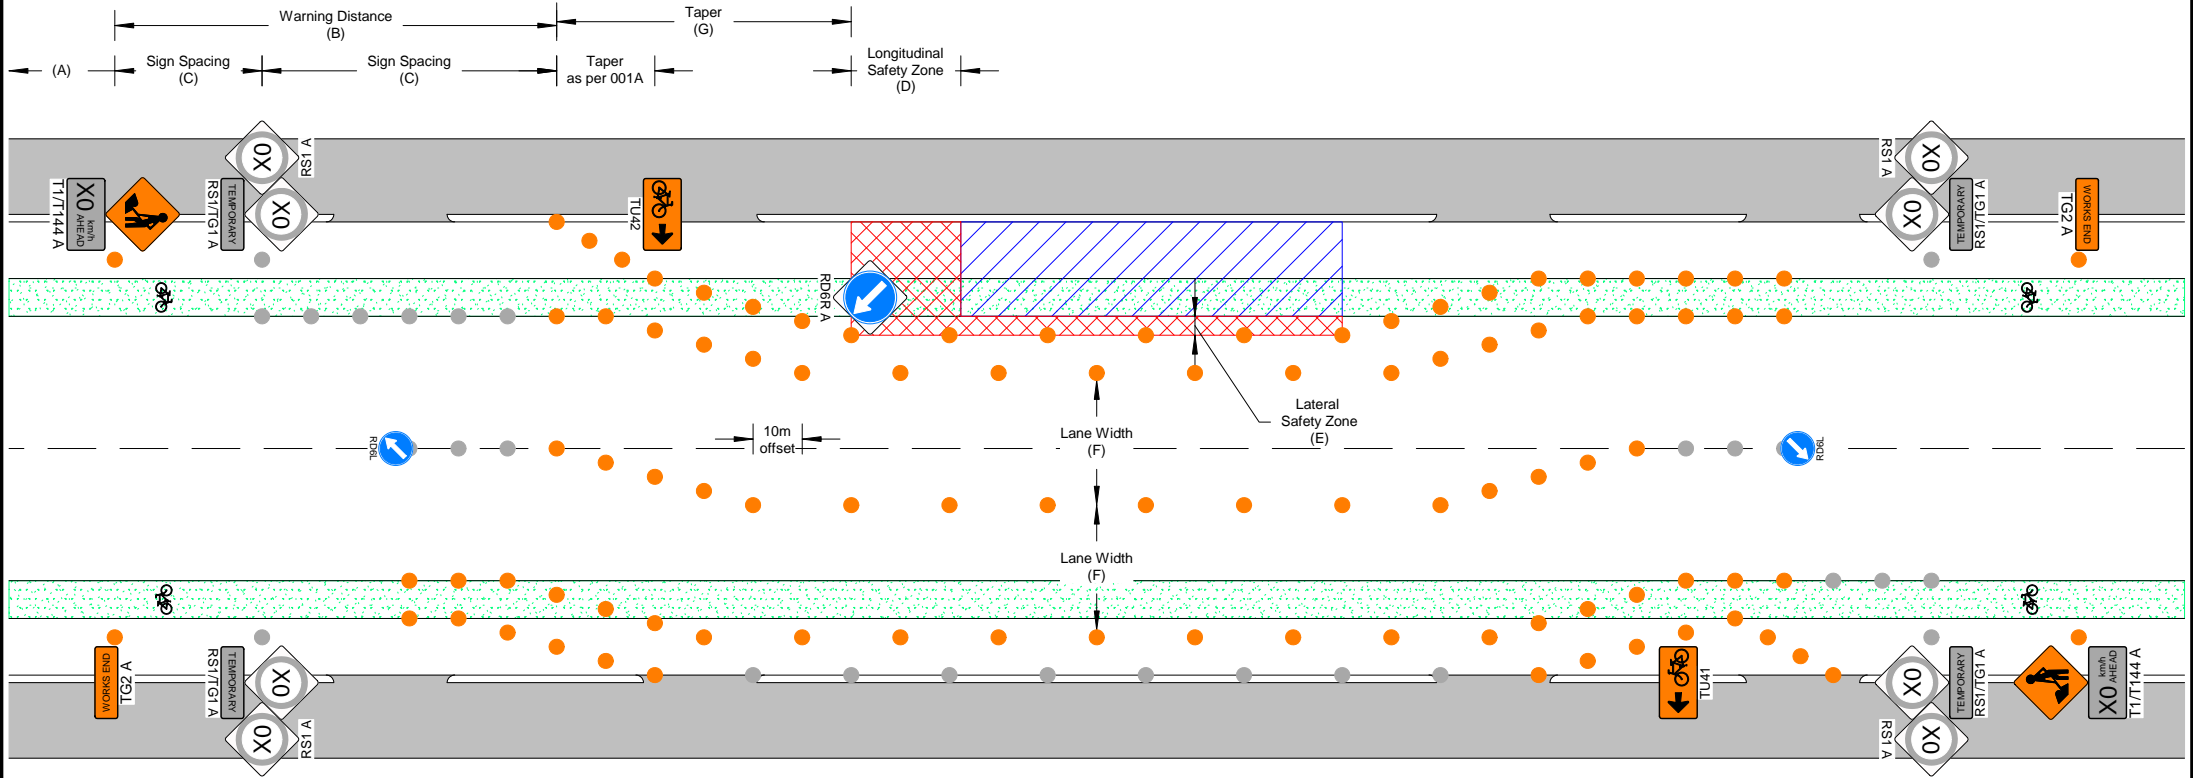 Warning Distance
(B)
Taper
(G)
(A)
Sign Spacing
(C)
Sign Spacing
(C)
Taper
as per 001A
Longitudinal
Safety Zone
(D)
T1/T144 A
X0 km/h
AHEAD
RS1/TG1 A
TEMPORARY
X0
X0
RS1 A
TU42
RD6R A
RS1 A
X0
X0
TEMPORARY
RS1/TG1 A
TG2 A
WORKS END
RD6L
10m
offset
Lane Width
(F)
Lateral
Safety Zone
(E)
RD6L
Lane Width
(F)
WORKS END
TG2 A
RS1/TG1 A
TEMPORARY
X0
X0
RS1 A
TU41
RS1 A
X0
X0
TEMPORARY
RS1/TG1 A
X0 km/h
AHEAD
T1/T144 A